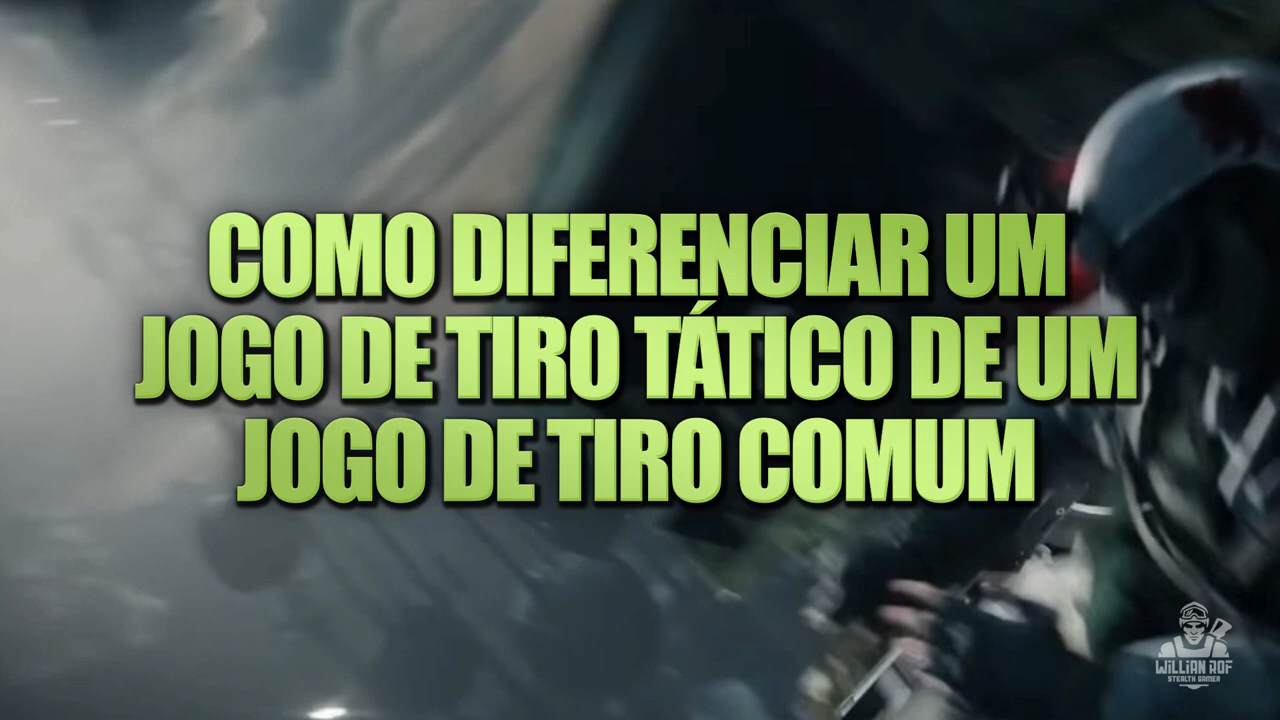 COMO DIFERENCIAR UM
JOGO DE TIRO TÁTICO DE UM
JOGO DE TIRO COMUM
WILLIAN ROF
STEALTH GAMER